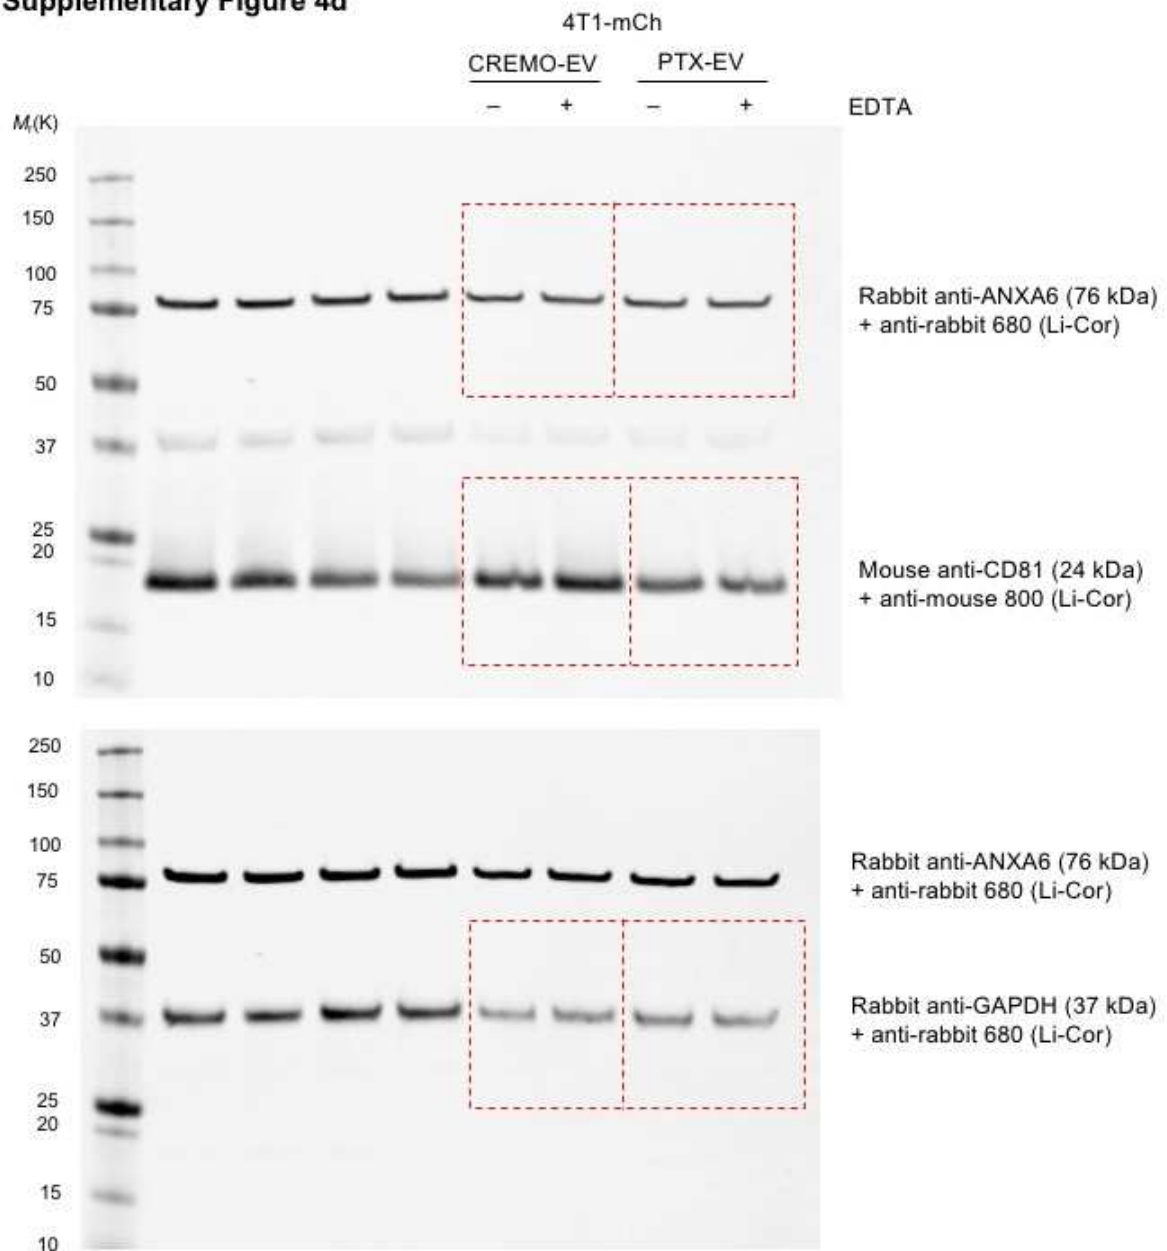 Supplementary Figure 4d
4T1-mCh
CREMO-EV PTX-EV
– + – + EDTA
Mr(K)
250
150
100
75
50
37
25
20
15
10
Rabbit anti-ANXA6 (76 kDa)
+ anti-rabbit 680 (Li-Cor)
Mouse anti-CD81 (24 kDa)
+ anti-mouse 800 (Li-Cor)
250
150
100
75
50
37
25
20
15
10
Rabbit anti-ANXA6 (76 kDa)
+ anti-rabbit 680 (Li-Cor)
Rabbit anti-GAPDH (37 kDa)
+ anti-rabbit 680 (Li-Cor)